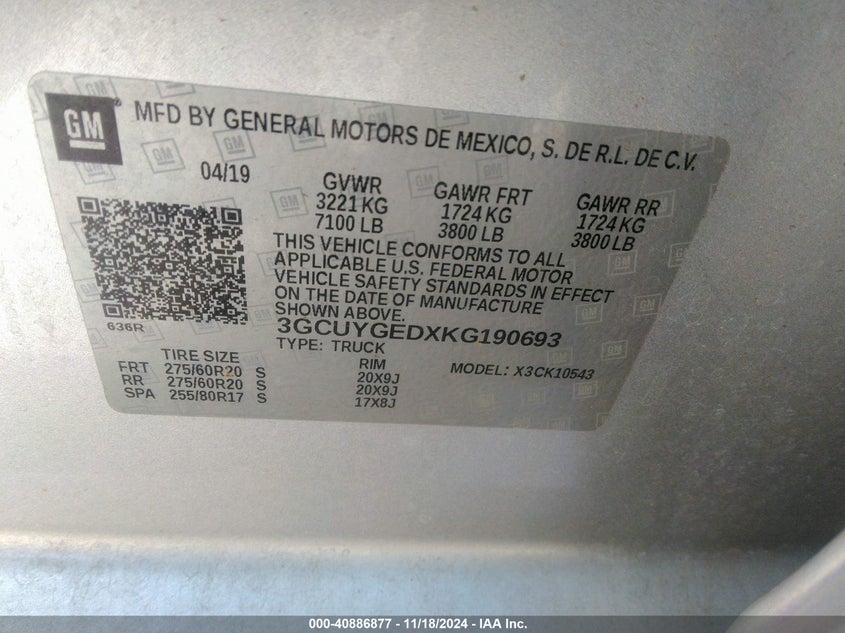 GM
MFD BY GENERAL MOTORS DE MEXICO, S. DE R.L. DE C.V.
04/19
GVWR GAWR FRT GAWR RR
3221 KG 1724 KG 1724 KG
7100 LB 3800 LB 3800 LB
THIS VEHICLE CONFORMS TO ALL
APPLICABLE U.S. FEDERAL MOTOR
VEHICLE SAFETY STANDARDS IN EFFECT
ON THE DATE OF MANUFACTURE
SHOWN ABOVE.
636R
3GCUYGEDXKG190693
TYPE: TRUCK
TIRE SIZE RIM MODEL: X3CK10543
FRT 275/60R20 S 20X9J
RR 275/60R20 S 20X9J
SPA 255/80R17 S 17X8J
000-40886877 - 11/18/2024 - IAA Inc.